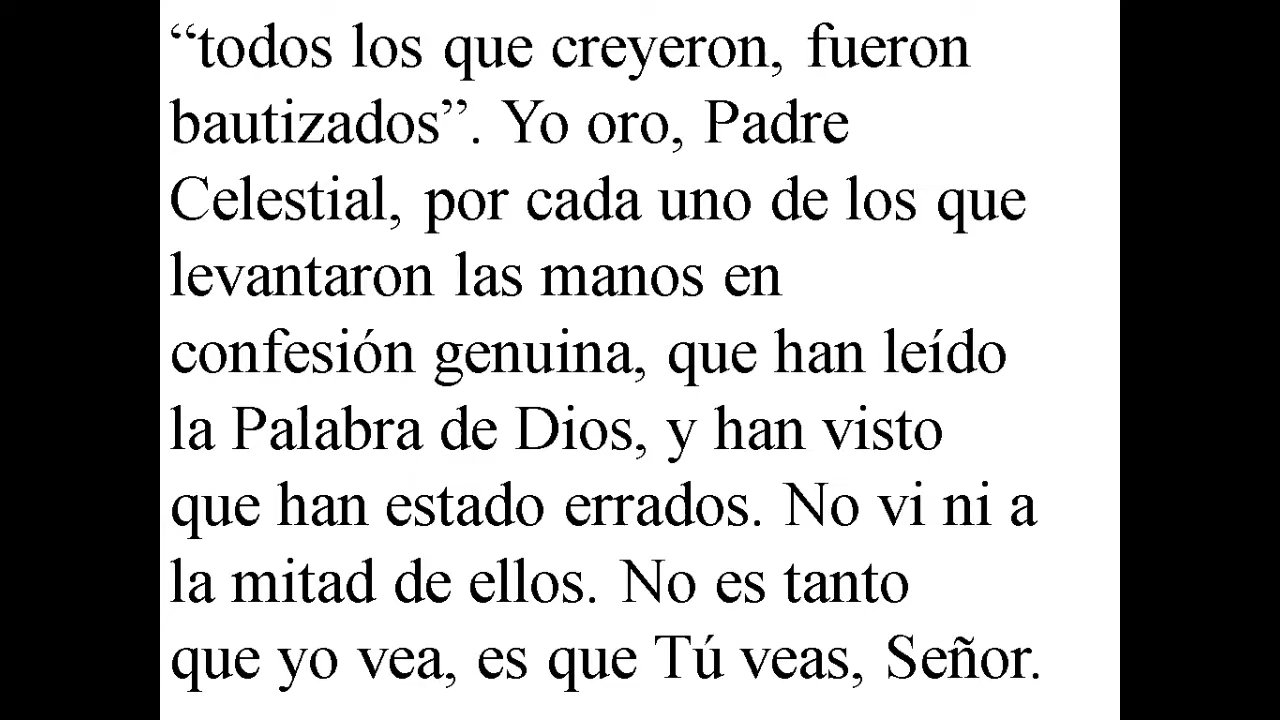 “todos los que creyeron, fueron
bautizados”. Yo oro, Padre
Celestial, por cada uno de los que
levantaron las manos en
confesión genuina, que han leído
la Palabra de Dios, y han visto
que han estado errados. No vi ni a
la mitad de ellos. No es tanto
que yo vea, es que Tú veas, Señor.